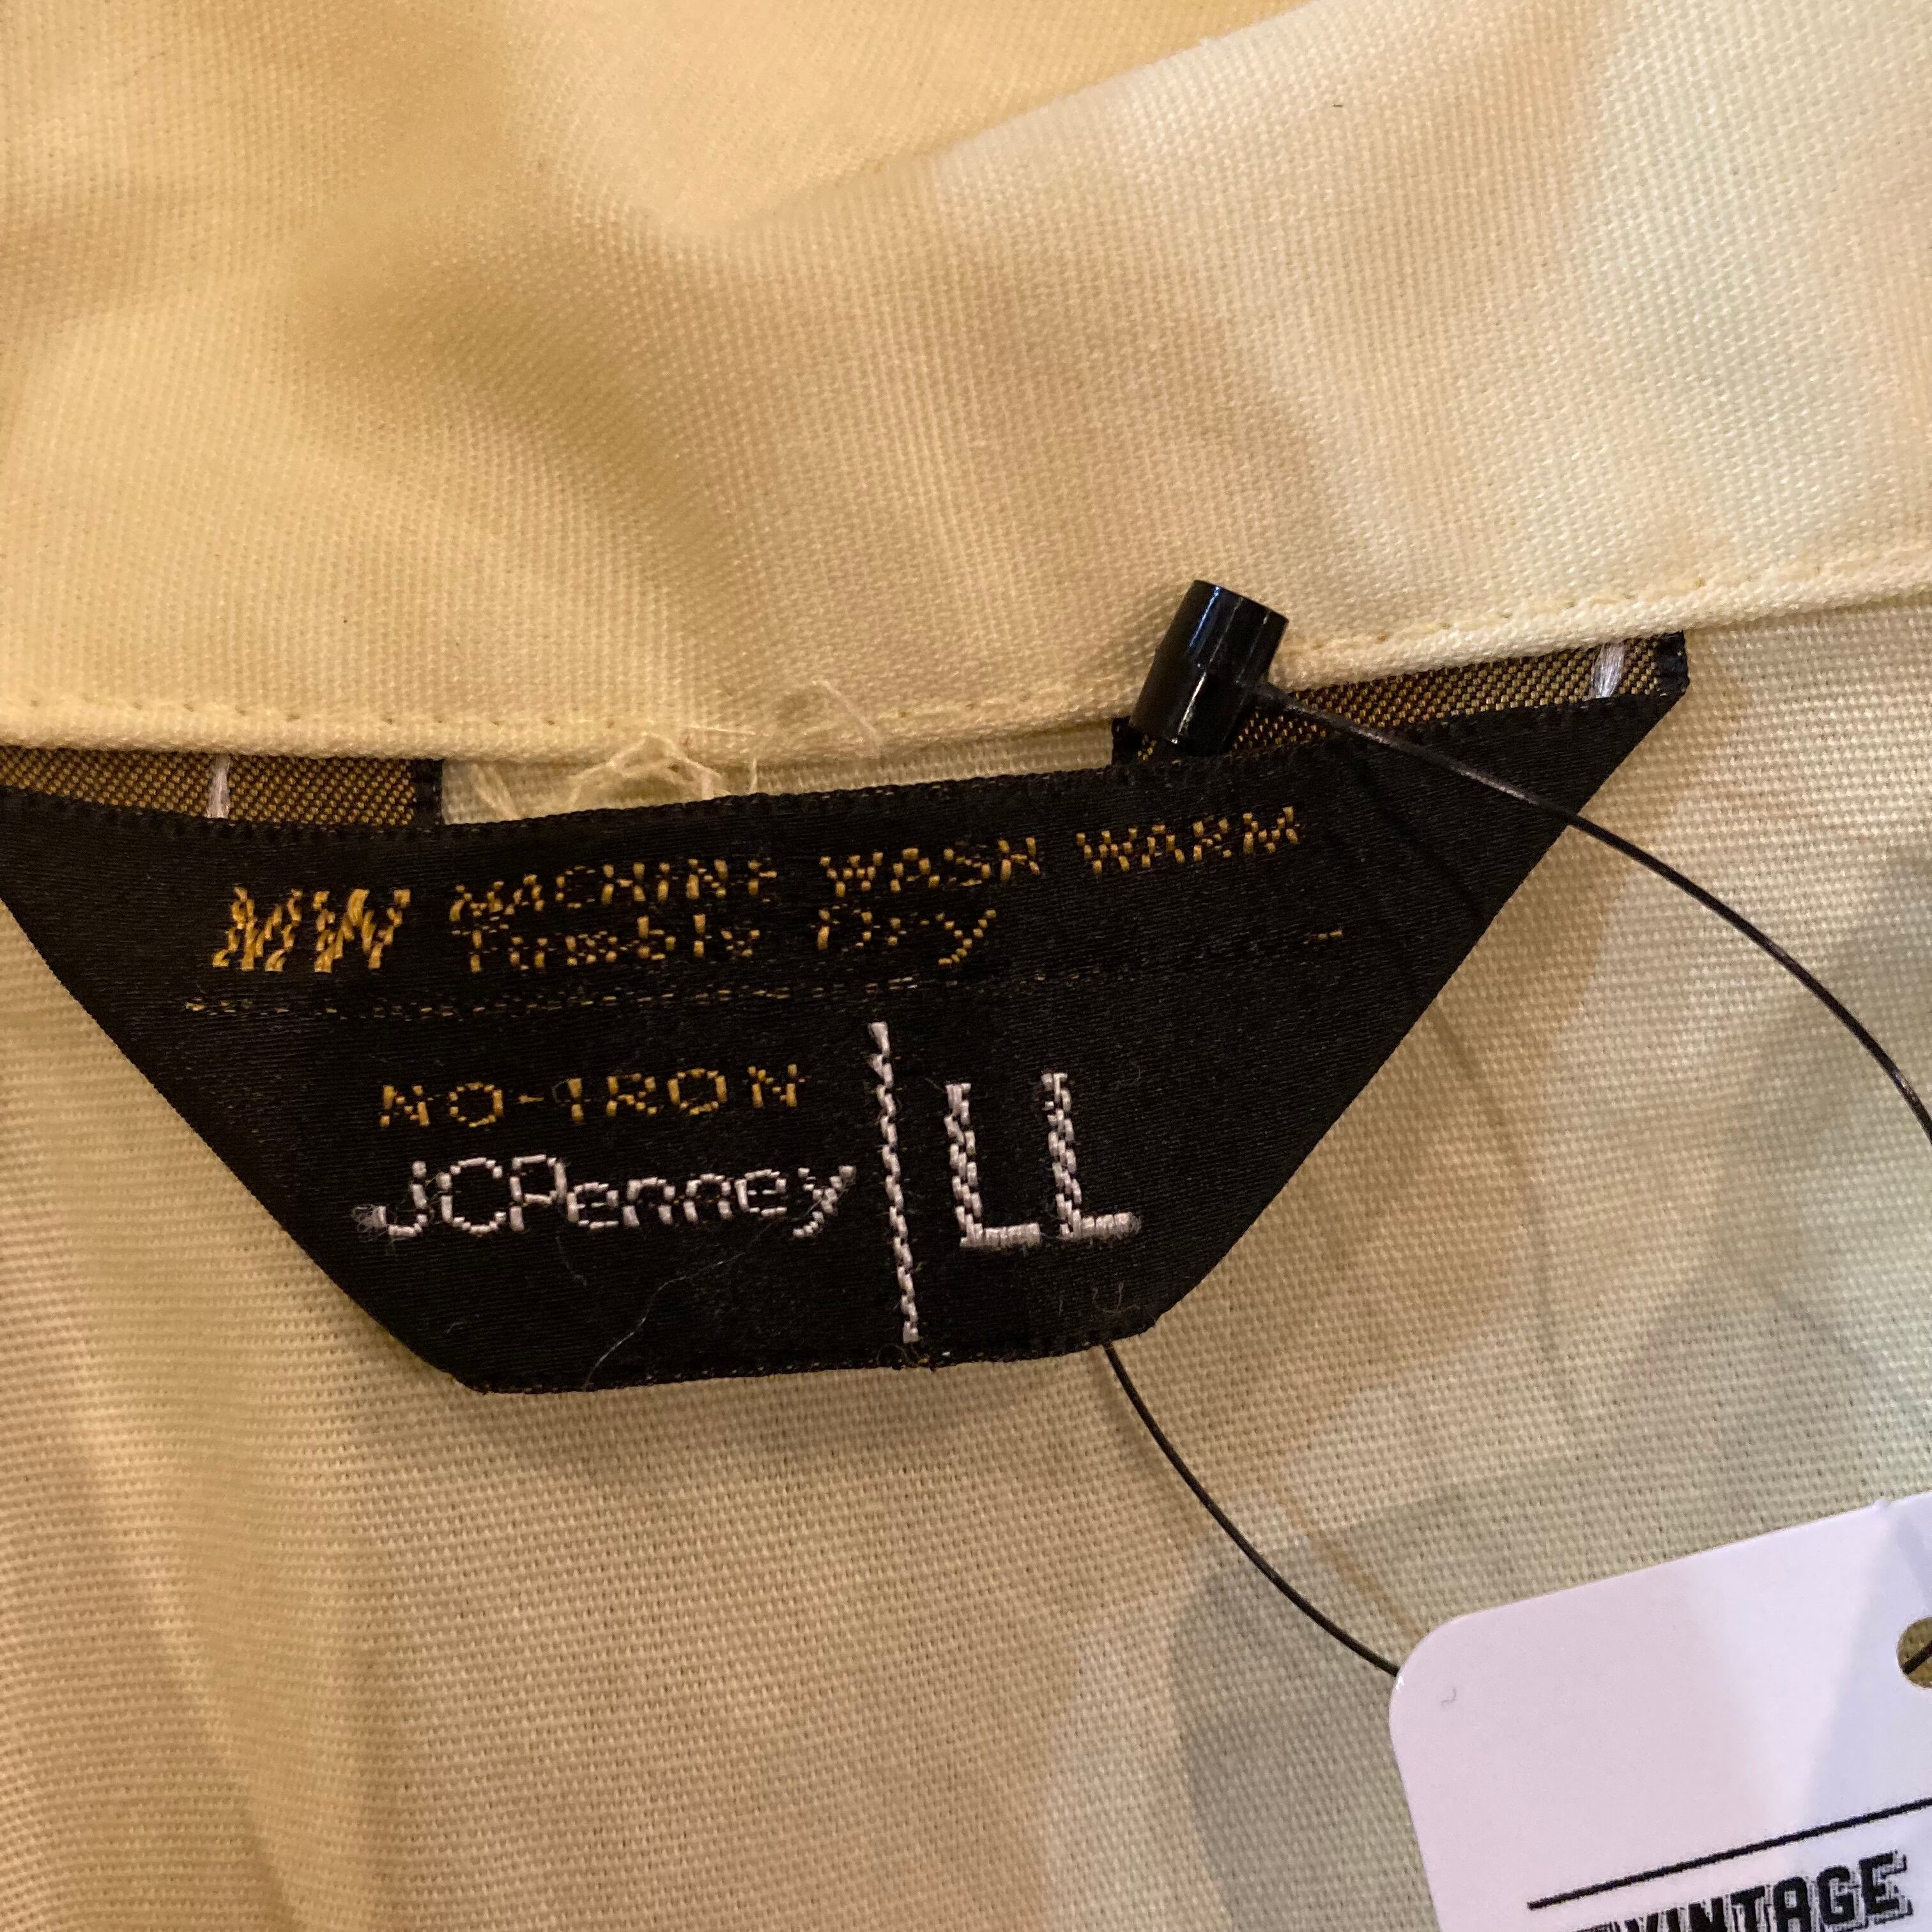 MW MACHINE WASH WARM
Tumble Dry
NO-IRON
JCPenney LL
VINTAGE